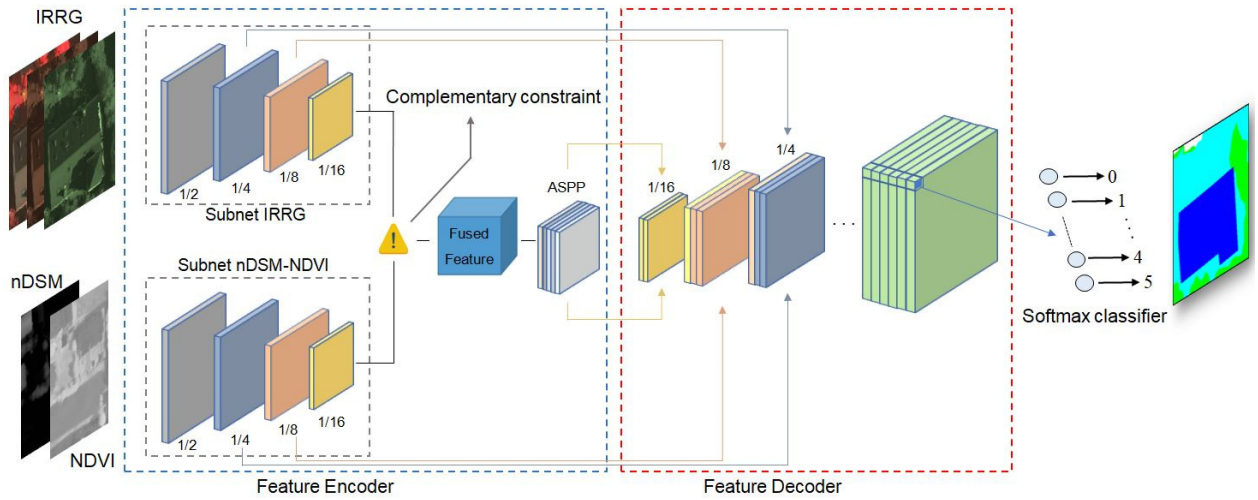 IRRG
1/2
1/4
1/8
1/16
Subnet IRRG
Complementary constraint
!
Fused
Feature
ASPP
1/16
1/8
1/4
...
0
1
4
5
Softmax classifier
nDSM
NDVI
Subnet nDSM-NDVI
1/2
1/4
1/8
1/16
Feature Encoder
Feature Decoder